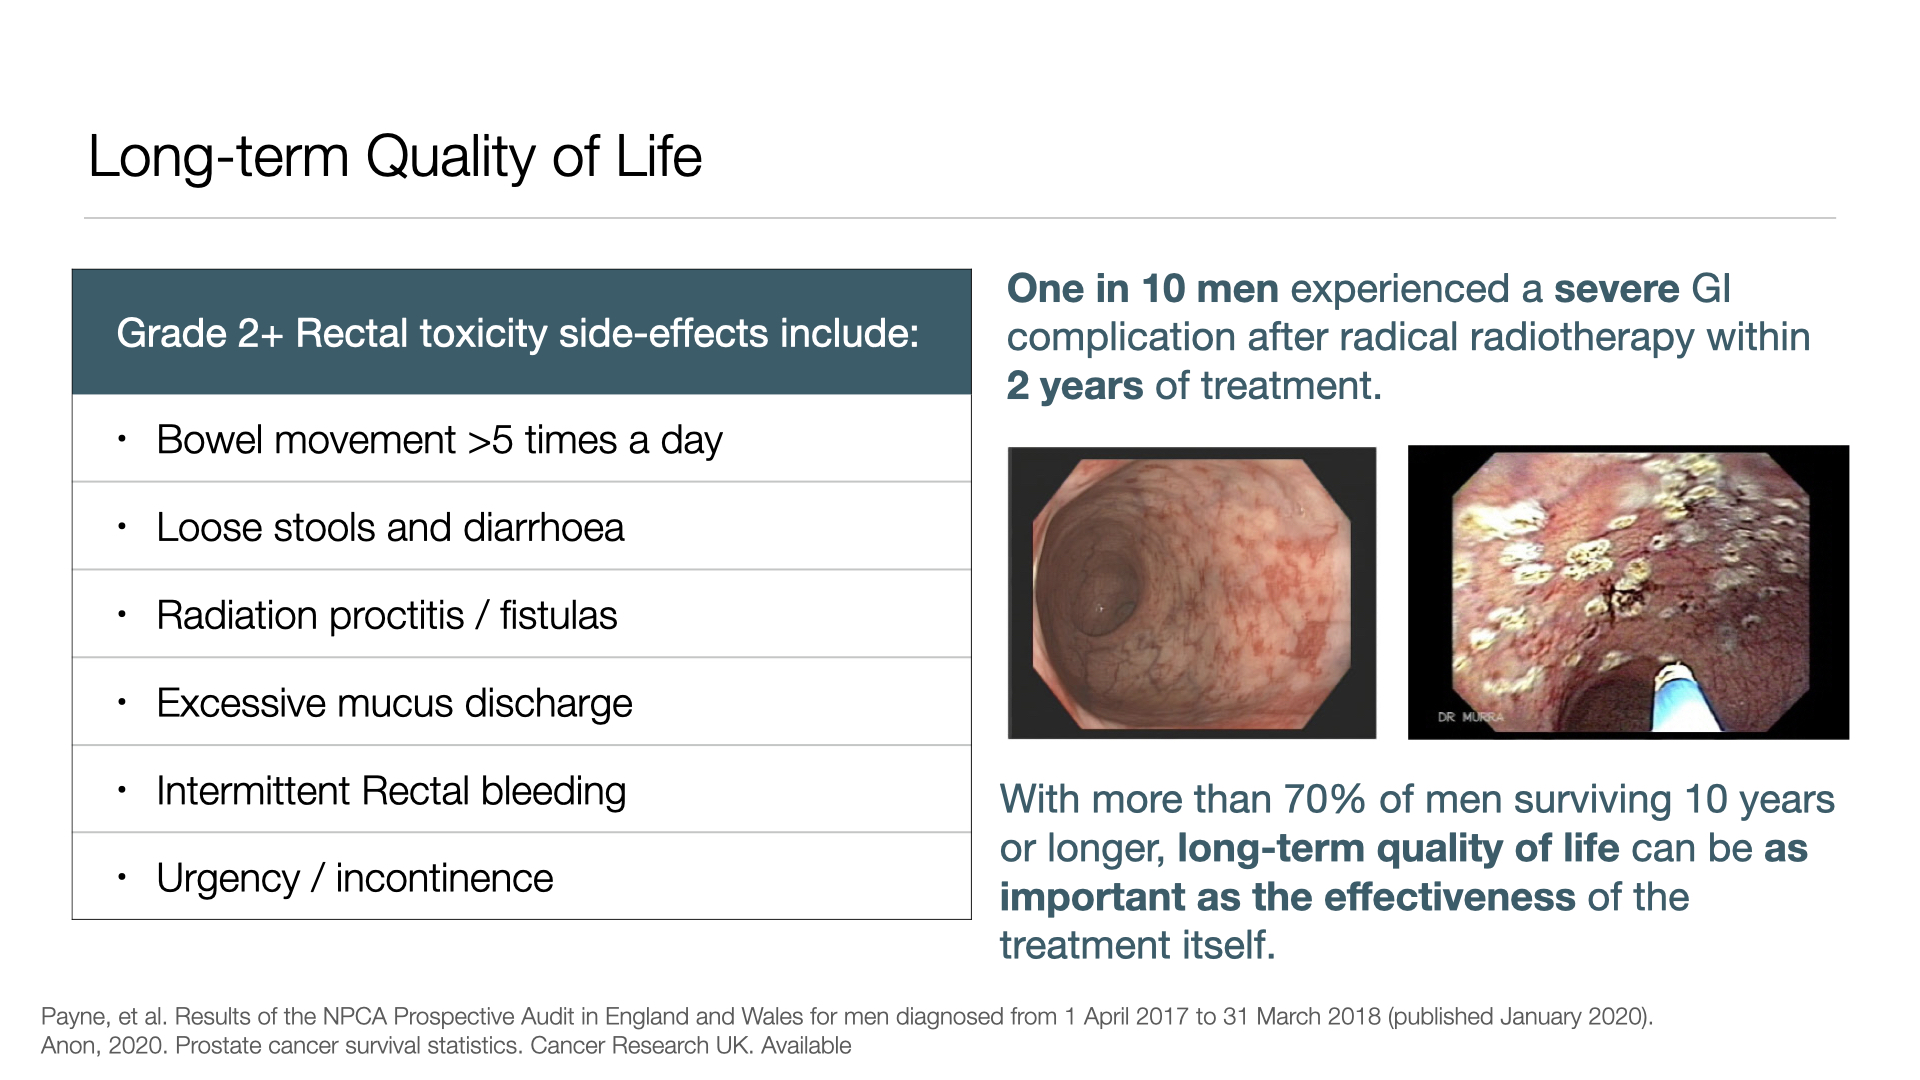 Long-term Quality of Life
Grade 2+ Rectal toxicity side-effects include:
• Bowel movement >5 times a day
• Loose stools and diarrhoea
• Radiation proctitis / fistulas
• Excessive mucus discharge
• Intermittent Rectal bleeding
• Urgency / incontinence
One in 10 men experienced a severe GI
complication after radical radiotherapy within
2 years of treatment.
DR MURRA
With more than 70% of men surviving 10 years
or longer, long-term quality of life can be as
important as the effectiveness of the
treatment itself.
Payne, et al. Results of the NPCA Prospective Audit in England and Wales for men diagnosed from 1 April 2017 to 31 March 2018 (published January 2020).
Anon, 2020. Prostate cancer survival statistics. Cancer Research UK. Available